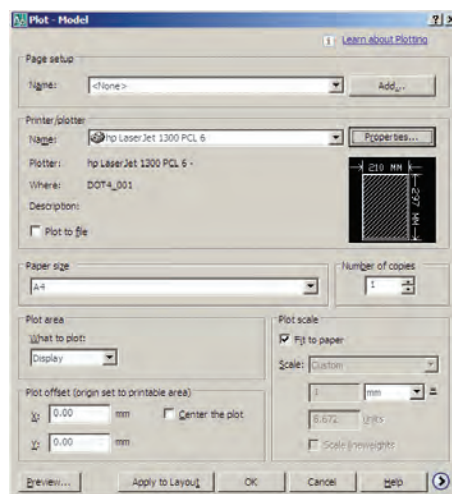 Plot - Model
Learn about Plotting
Page setup
Name: <None> Add...
Printer/plotter
Name: hp LaserJet 1300 PCL 6 Properties...
Plotter: hp LaserJet 1300 PCL 6 -
Where: DOT4_001
Description:
Plot to file
210 MM
297 MM
Paper size
A4
Number of copies
1
Plot area
What to plot:
Display
Plot offset (origin set to printable area)
X: 0.00 mm Center the plot
Y: 0.00 mm
Plot scale
Fit to paper
Scale: Custom
1 mm =
8.672 units
Scale lineweights
Preview... Apply to Layout OK Cancel Help